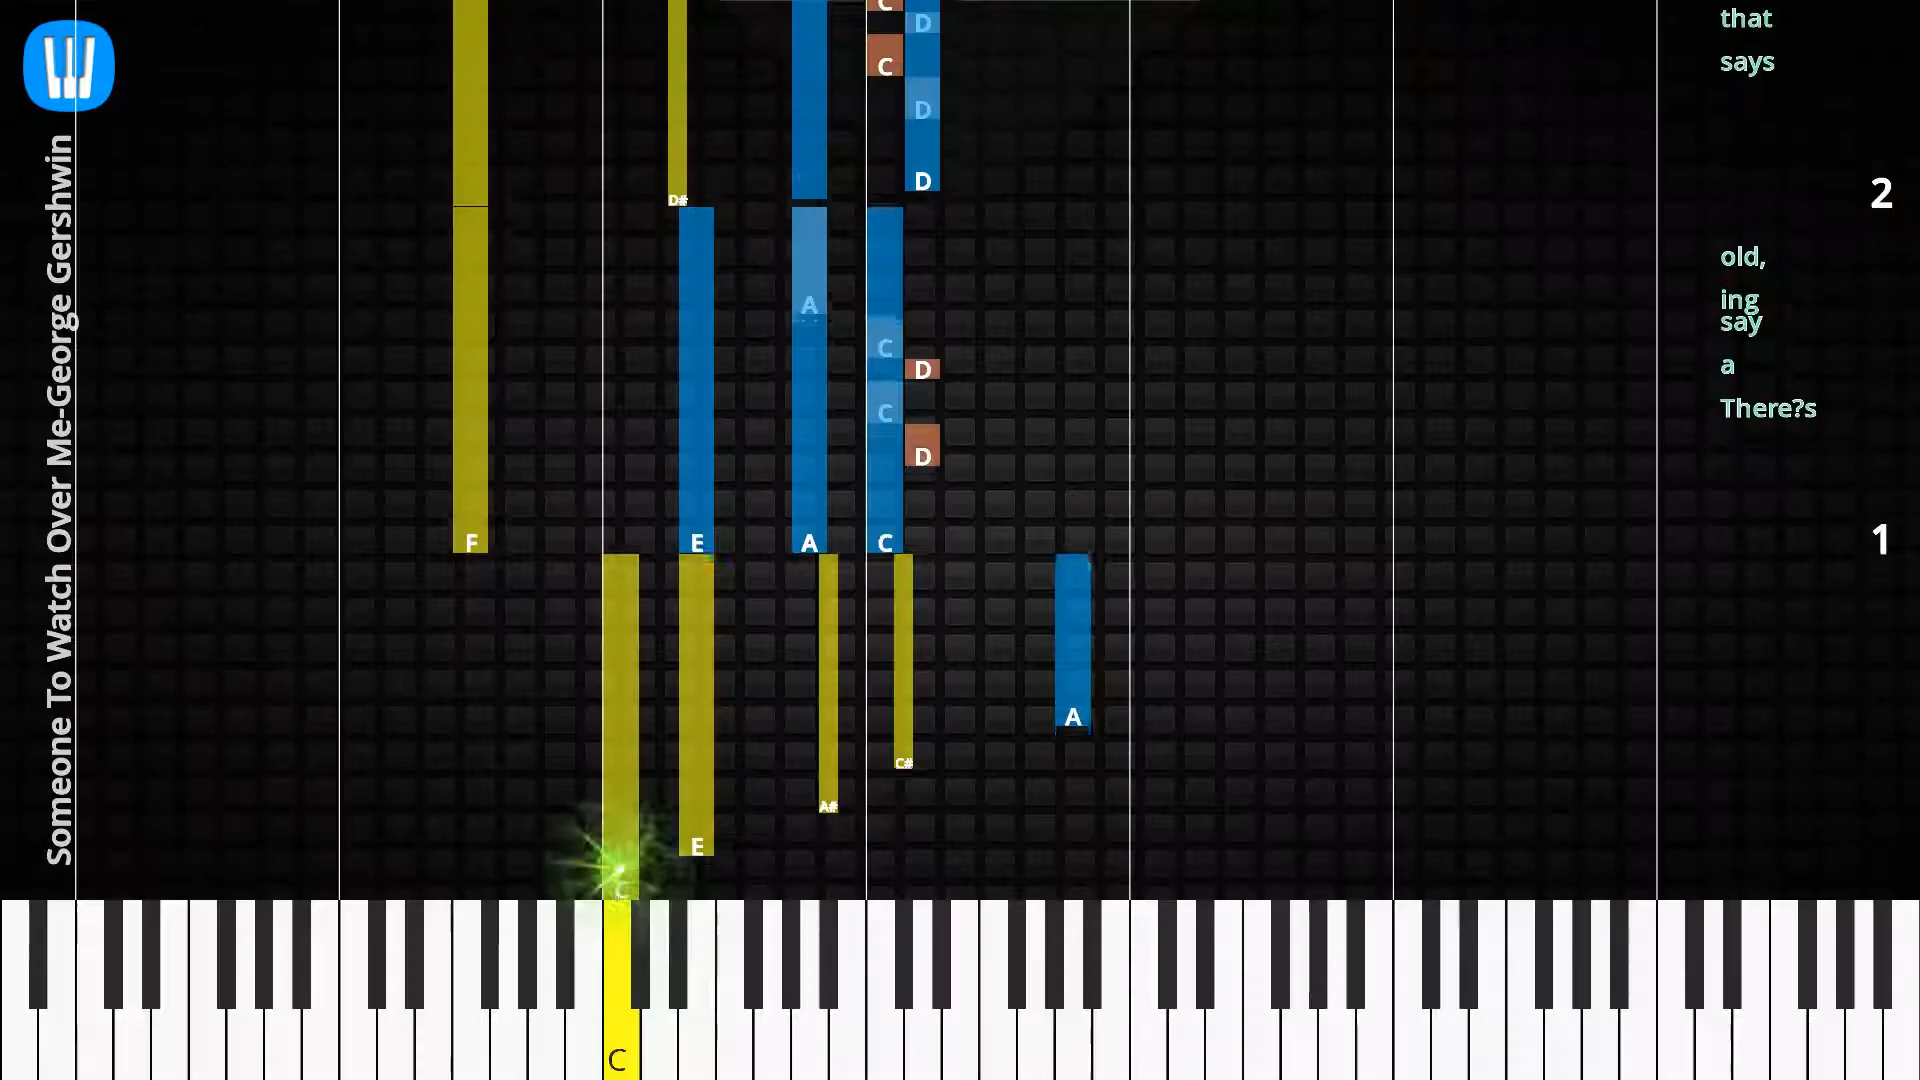 Someone To Watch Over Me-George Gershwin
C
D
that
C
says
D
D
D#
2
old,
A
ing
say
C
D
a
C
There?s
D
F
E
A
C
1
A
C#
A#
E
C
C